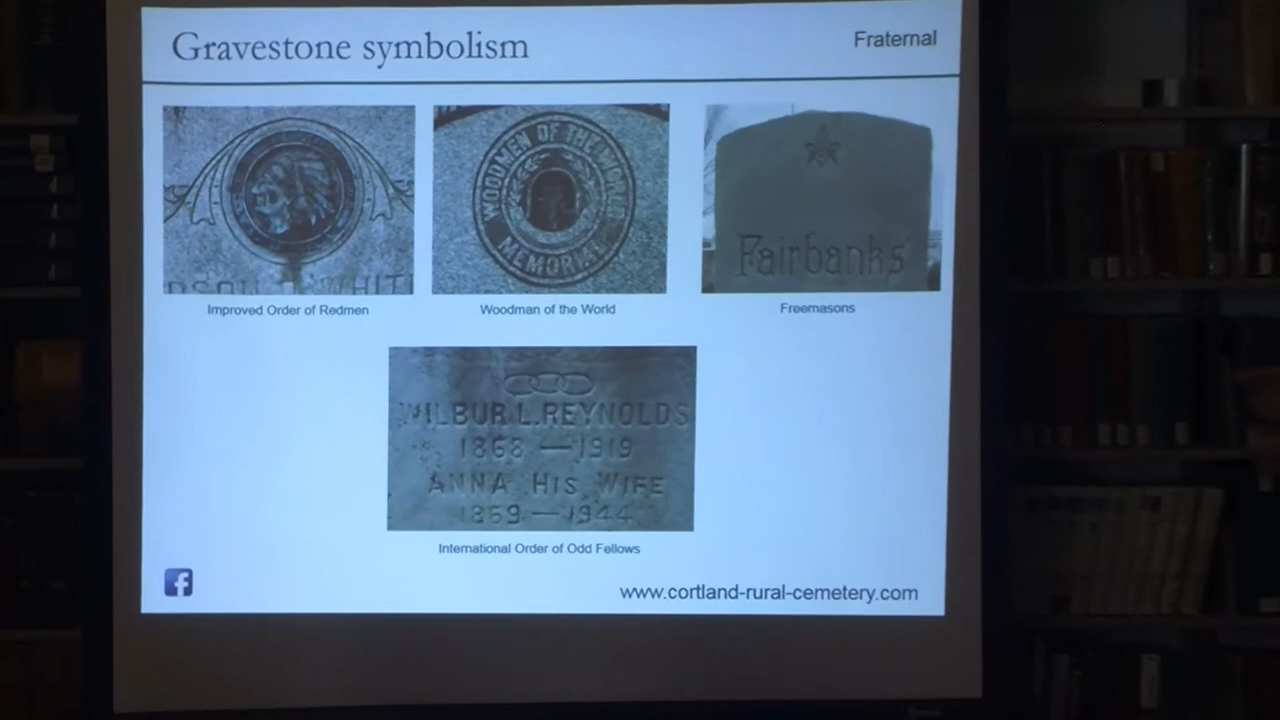 Gravestone symbolism
Fraternal
WOODMEN OF THE WORLD
MEMORIAL
Fairbanks
Improved Order of Redmen
Woodman of the World
Freemasons
WILBUR L. REYNOLDS
1868 — 1919
ANNA HIS WIFE
1869 — 1944
International Order of Odd Fellows
f
www.cortland-rural-cemetery.com